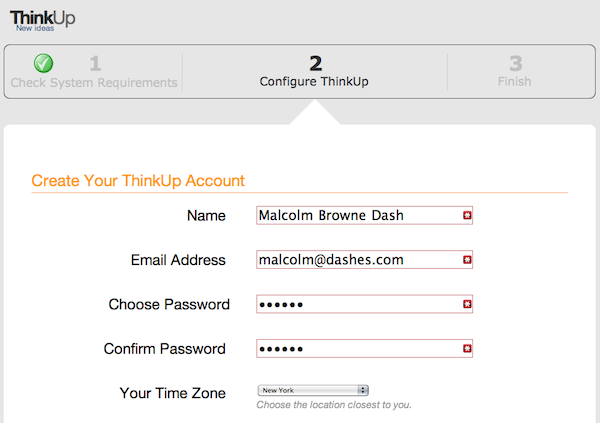 ThinkUp
New ideas
1 2 3
Check System Requirements Configure ThinkUp Finish
Create Your ThinkUp Account
Name Malcolm Browne Dash
Email Address malcolm@dashes.com
Choose Password ••••••
Confirm Password ••••••
Your Time Zone New York
Choose the location closest to you.